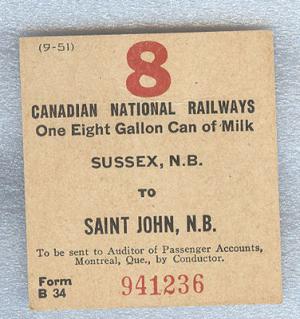 (9-51)
8
CANADIAN NATIONAL RAILWAYS
One Eight Gallon Can of Milk
SUSSEX, N.B.
TO
SAINT JOHN, N.B.
To be sent to Auditor of Passenger Accounts,
Montreal, Que., by Conductor.
Form
B 34
941236